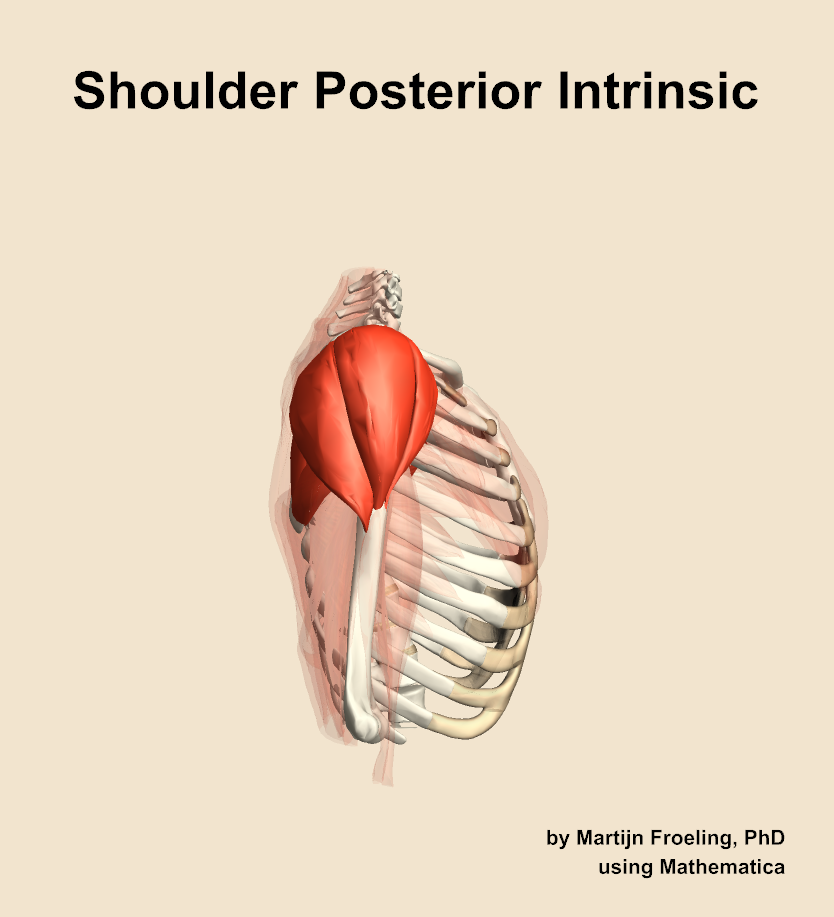 Shoulder Posterior Intrinsic
by Martijn Froeling, PhD
using Mathematica